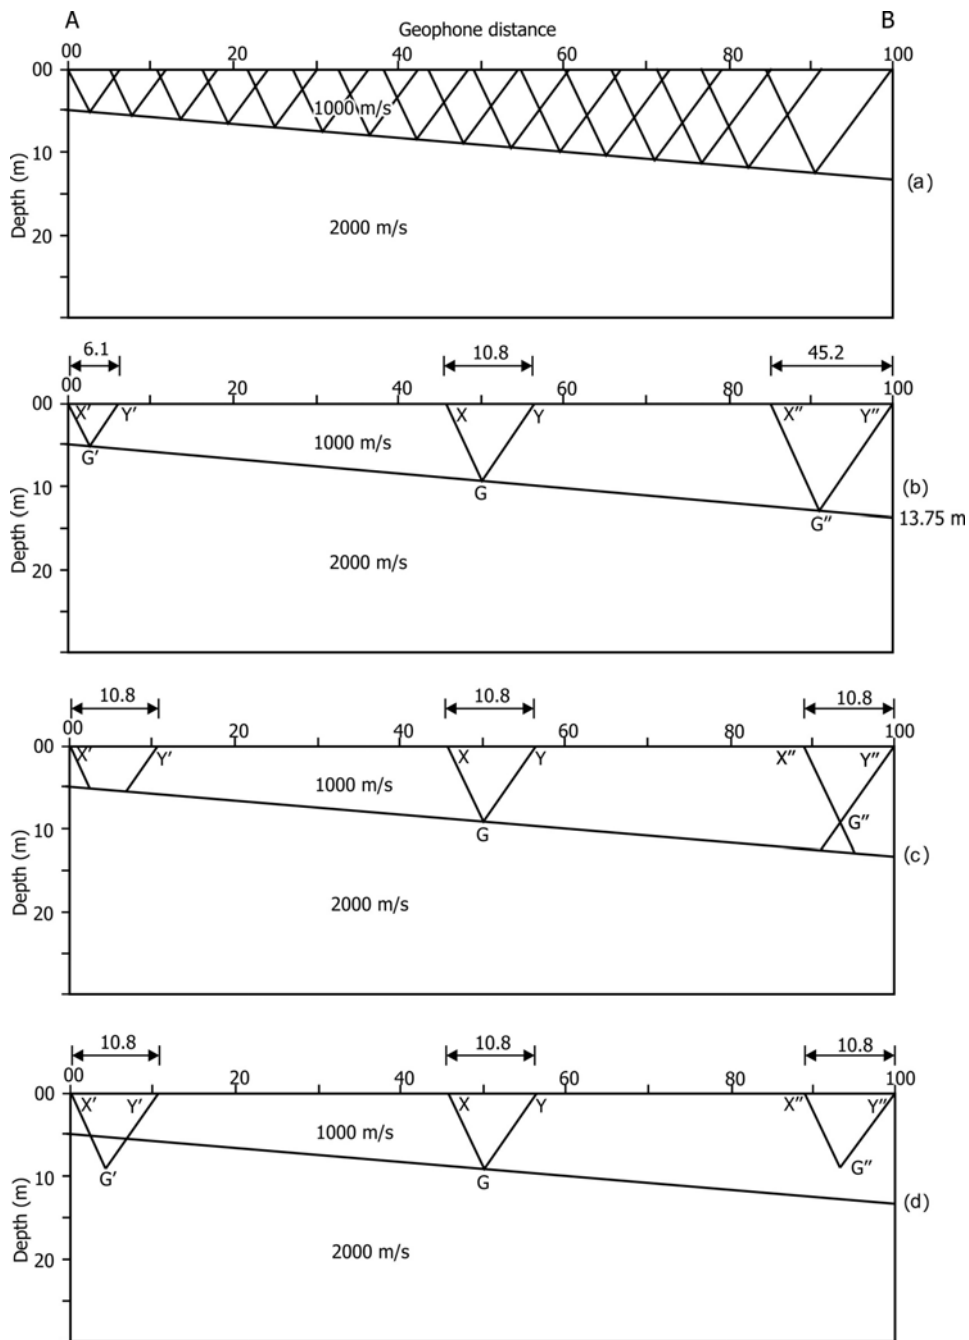 A B
Geophone distance
00 20 40 60 80 100
00
1000 m/s
10
Depth (m)
(a)
20
2000 m/s
6.1 10.8 45.2
00 20 40 60 80 100
00
X' Y' X Y X" Y"
1000 m/s
G'
10
Depth (m)
G
(b)
G" 13.75 m
20
2000 m/s
10.8 10.8 10.8
00 20 40 60 80 100
00
X' Y' X Y X" Y"
1000 m/s
G"
10
Depth (m)
G
(c)
20
2000 m/s
10.8 10.8 10.8
00 20 40 60 80 100
00
X' Y' X Y X" Y"
1000 m/s
10
Depth (m)
G' G G"
(d)
20
2000 m/s